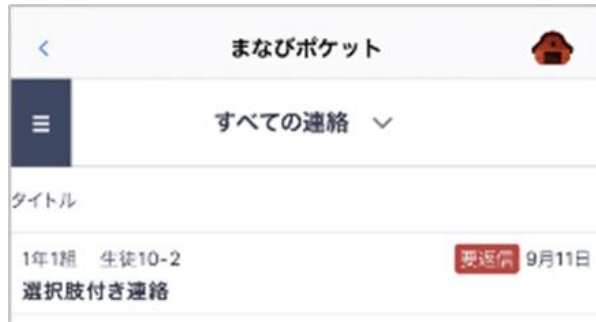 まなびポケット
すべての連絡
タイトル
1年1組 生徒10-2 要返信 9月11日
選択肢付き連絡